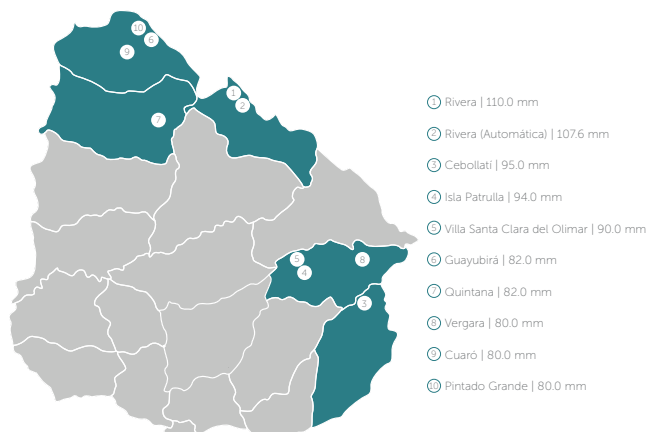 10
6
9
1
2
7
5
8
4
3
1 Rivera | 110.0 mm
2 Rivera (Automática) | 107.6 mm
3 Cebollatí | 95.0 mm
4 Isla Patrulla | 94.0 mm
5 Villa Santa Clara del Olimar | 90.0 mm
6 Guayubirá | 82.0 mm
7 Quintana | 82.0 mm
8 Vergara | 80.0 mm
9 Cuaró | 80.0 mm
10 Pintado Grande | 80.0 mm